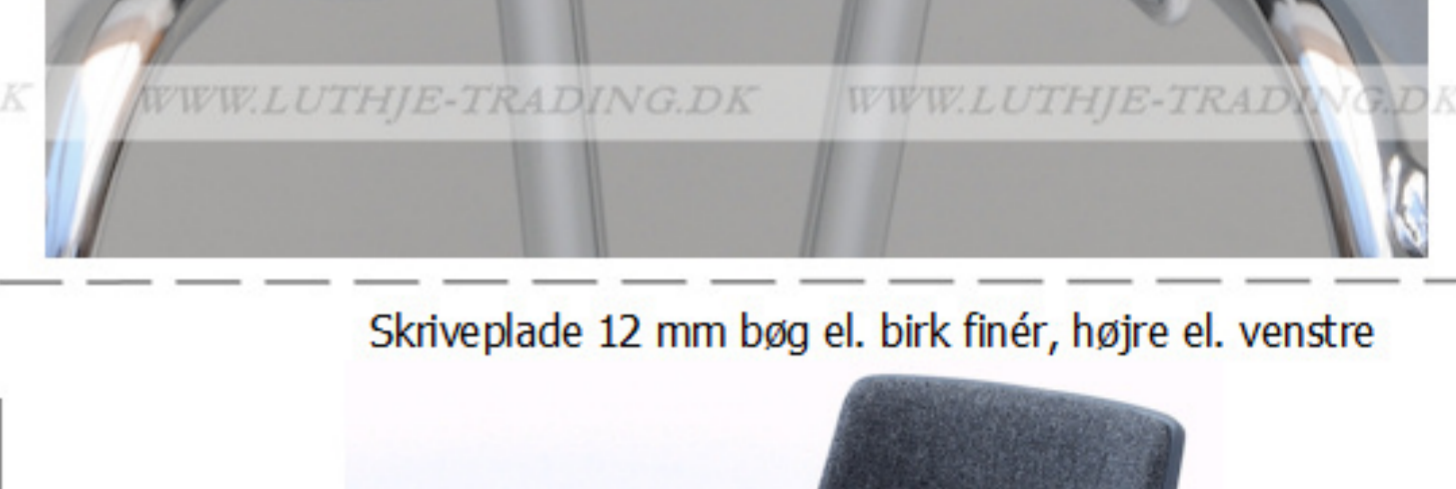 K WWW.LUTHJE-TRADING.DK WWW.LUTHJE-TRADING.DK
Skriveplade 12 mm bøg el. birk finér, højre el. venstre